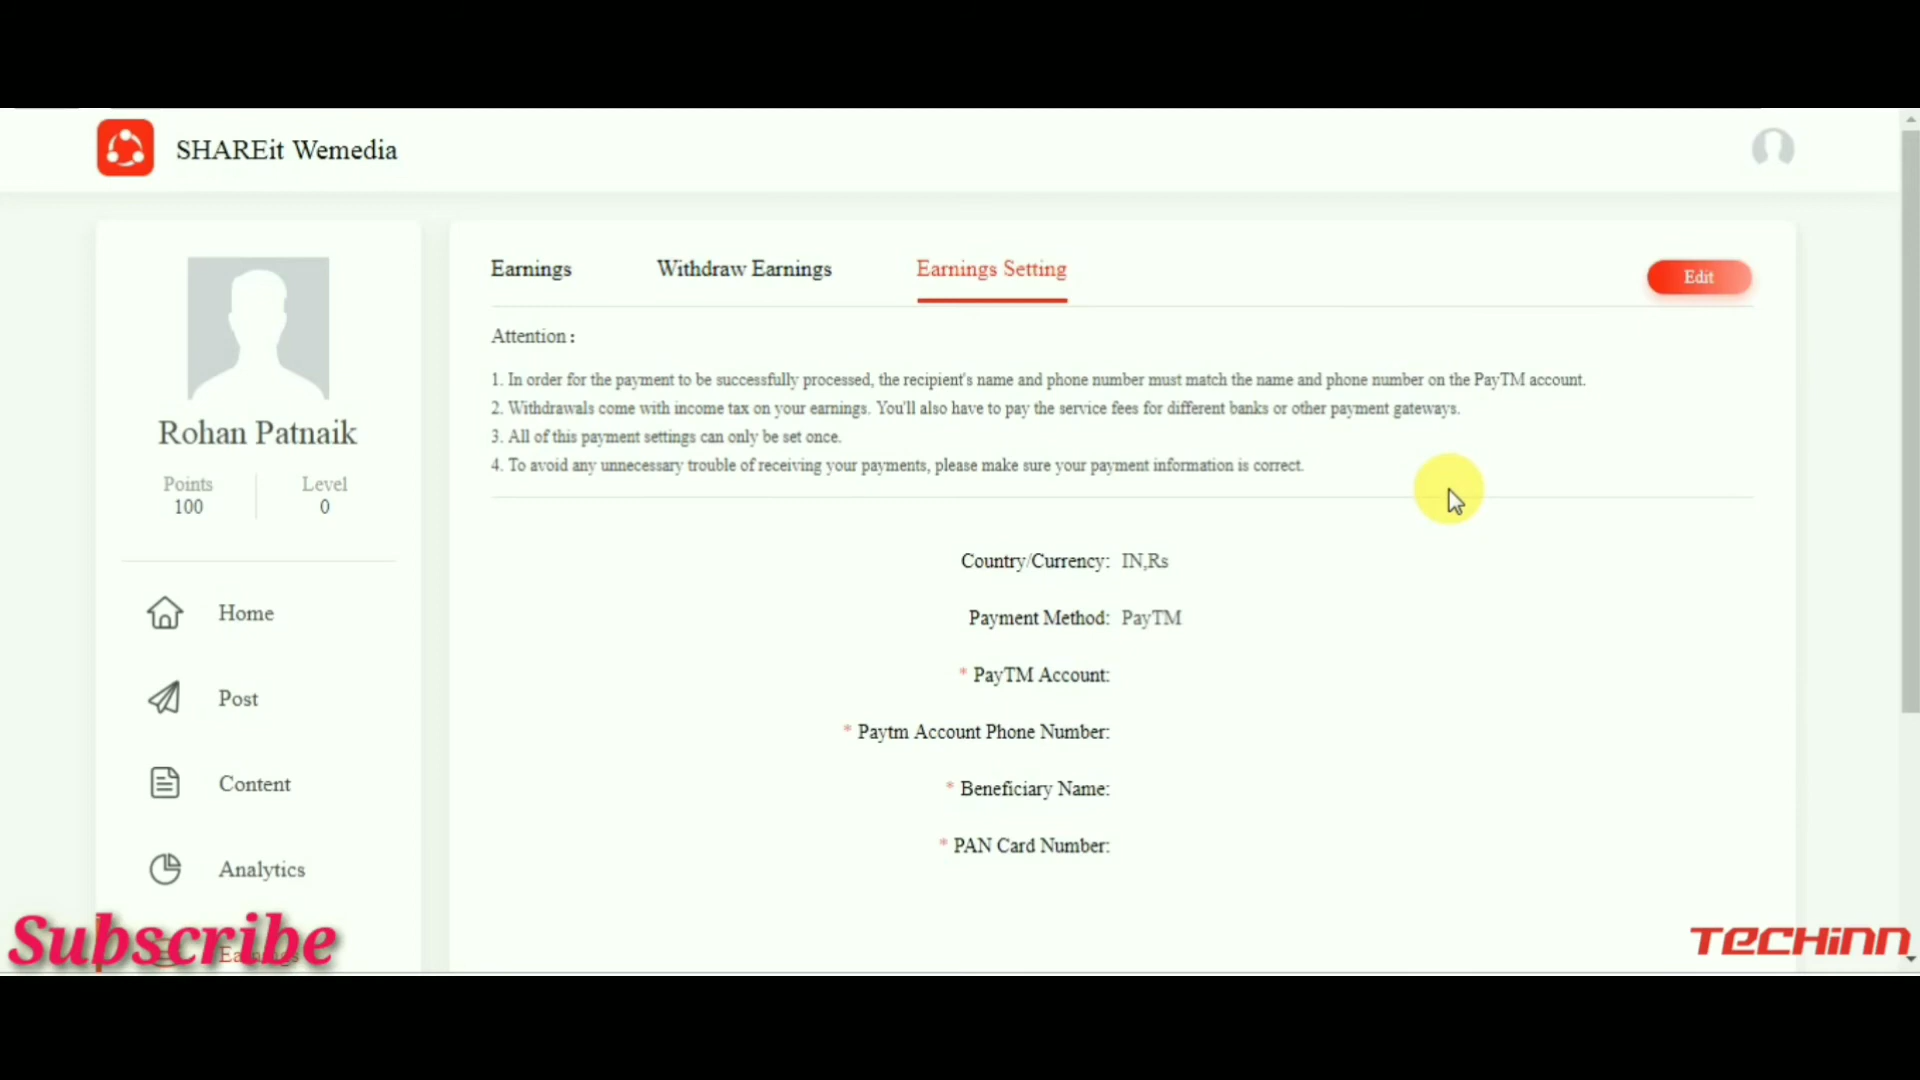 SHAREit Wemedia
Earnings Withdraw Earnings Earnings Setting Edit
Attention :
1. In order for the payment to be successfully processed, the recipient's name and phone number must match the name and phone number on the PayTM account.
2. Withdrawals come with income tax on your earnings. You'll also have to pay the service fees for different banks or other payment gateways.
3. All of this payment settings can only be set once.
4. To avoid any unnecessary trouble of receiving your payments, please make sure your payment information is correct.
Rohan Patnaik
Points Level
100 0
Home
Post
Content
Analytics
Earnings
Country/Currency: IN,Rs
Payment Method: PayTM
* PayTM Account:
* Paytm Account Phone Number:
* Beneficiary Name:
* PAN Card Number:
Subscribe
TECHiNN